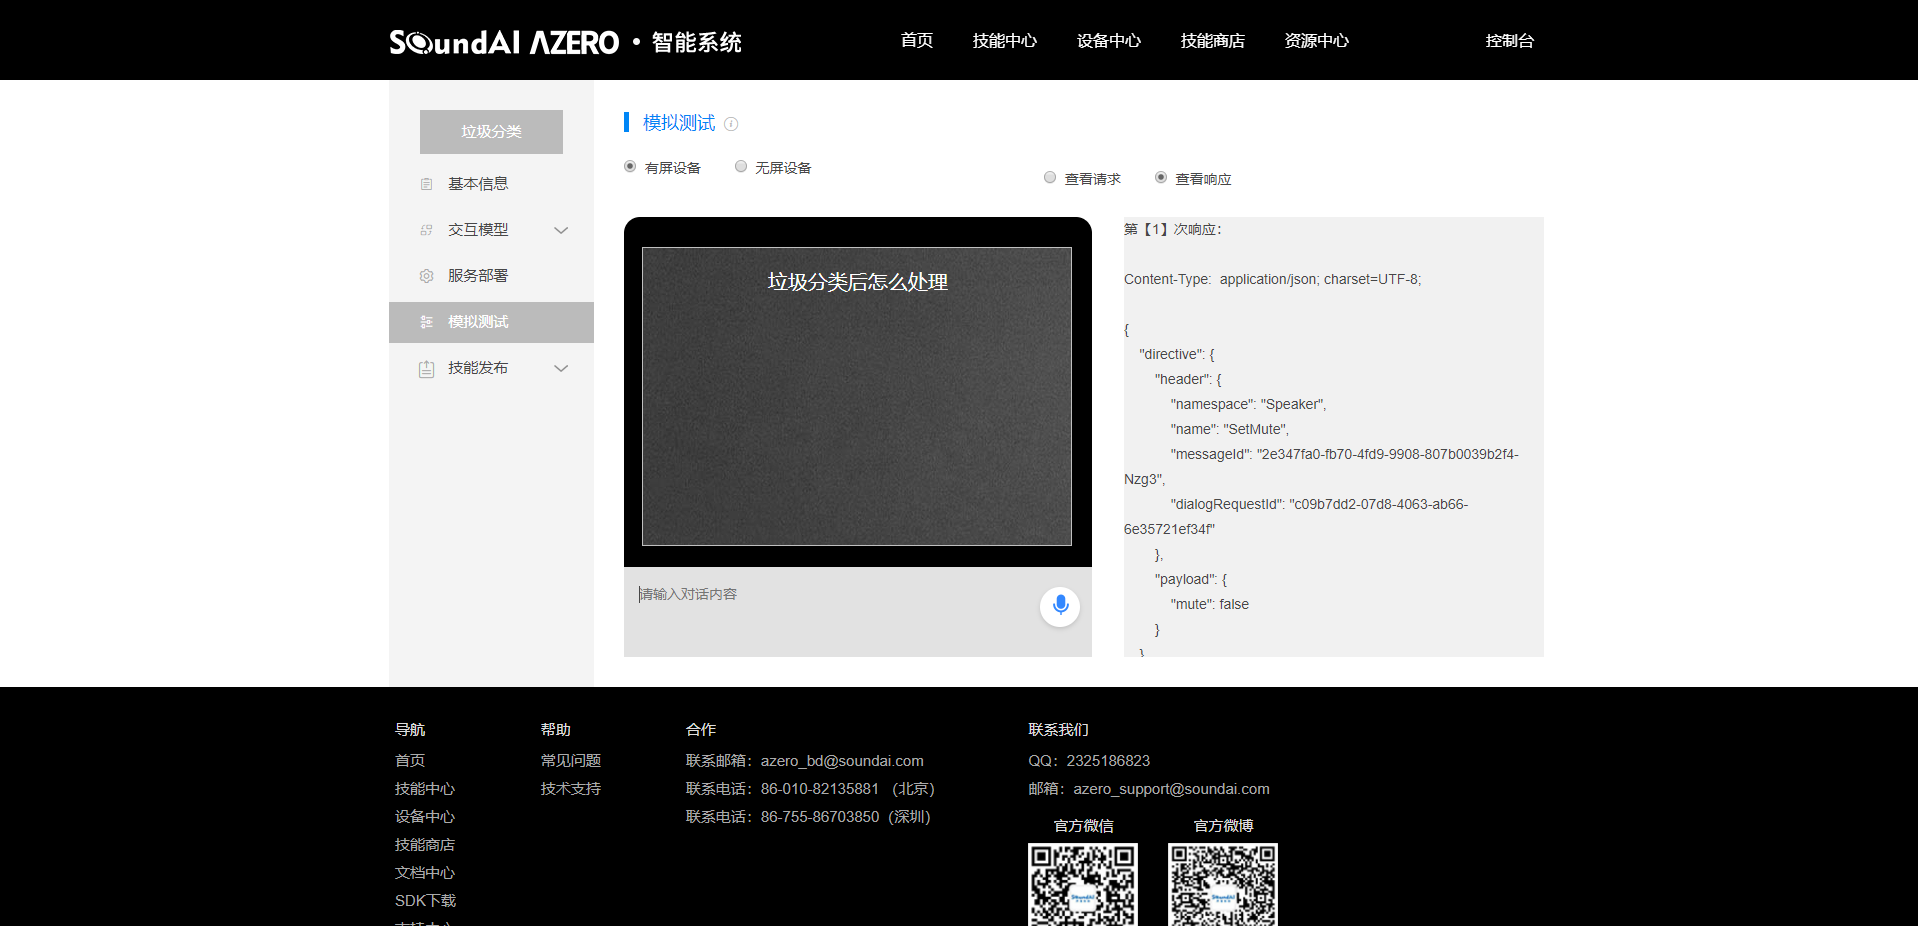 SoundAI AZERO · 智能系统
首页 技能中心 设备中心 技能商店 资源中心 控制台
垃圾分类
基本信息
交互模型
服务部署
模拟测试
技能发布
模拟测试
有屏设备 无屏设备
查看请求 查看响应
垃圾分类后怎么处理
请输入对话内容
第【1】次响应：
Content-Type:  application/json; charset=UTF-8;
{
"directive": {
"header": {
"namespace": "Speaker",
"name": "SetMute",
"messageId": "2e347fa0-fb70-4fd9-9908-807b0039b2f4-
Nzg3",
"dialogRequestId": "c09b7dd2-07d8-4063-ab66-
6e35721ef34f"
},
"payload": {
"mute": false
}
}
导航
首页
技能中心
设备中心
技能商店
文档中心
SDK下载
支持中心
帮助
常见问题
技术支持
合作
联系邮箱：azero_bd@soundai.com
联系电话：86-010-82135881 （北京）
联系电话：86-755-86703850（深圳）
联系我们
QQ：2325186823
邮箱：azero_support@soundai.com
官方微信 官方微博
SoundAI SoundAI